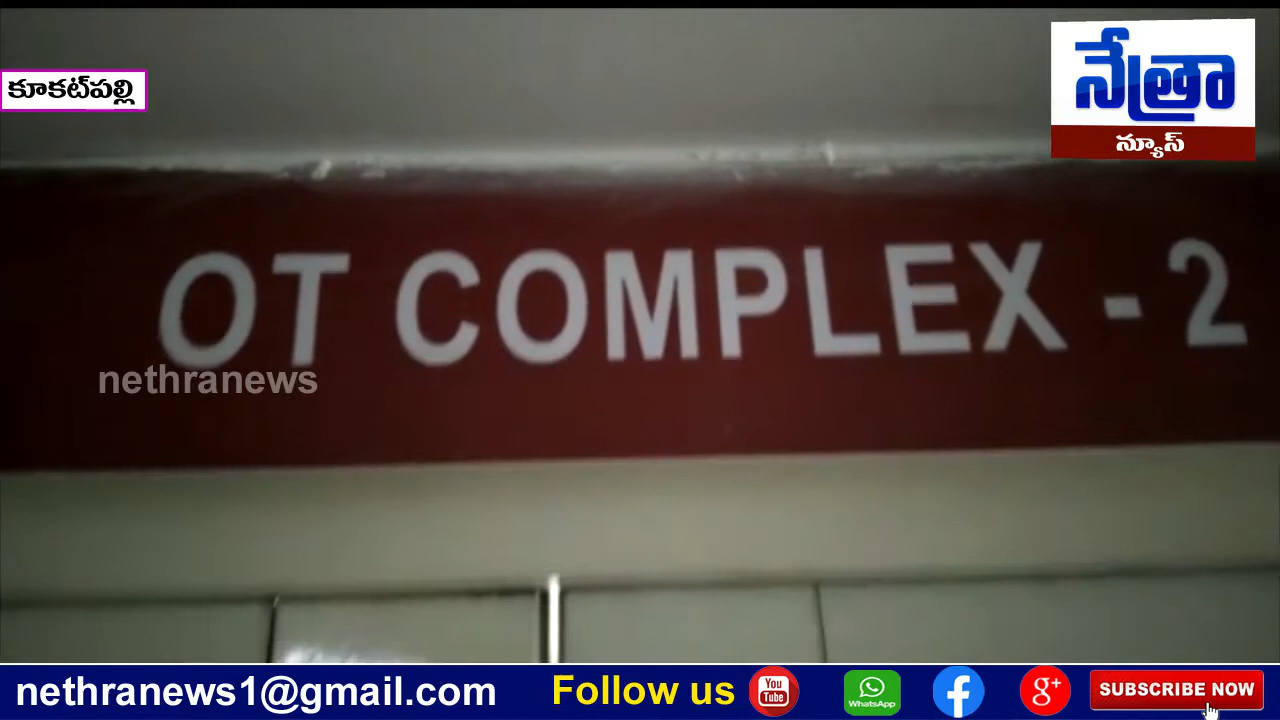 నేత్రా
న్యూస్
కూకట్‌పల్లి
OT COMPLEX - 2
nethranews
nethranews1@gmail.com Follow us You Tube WhatsApp f g+ SUBSCRIBE NOW